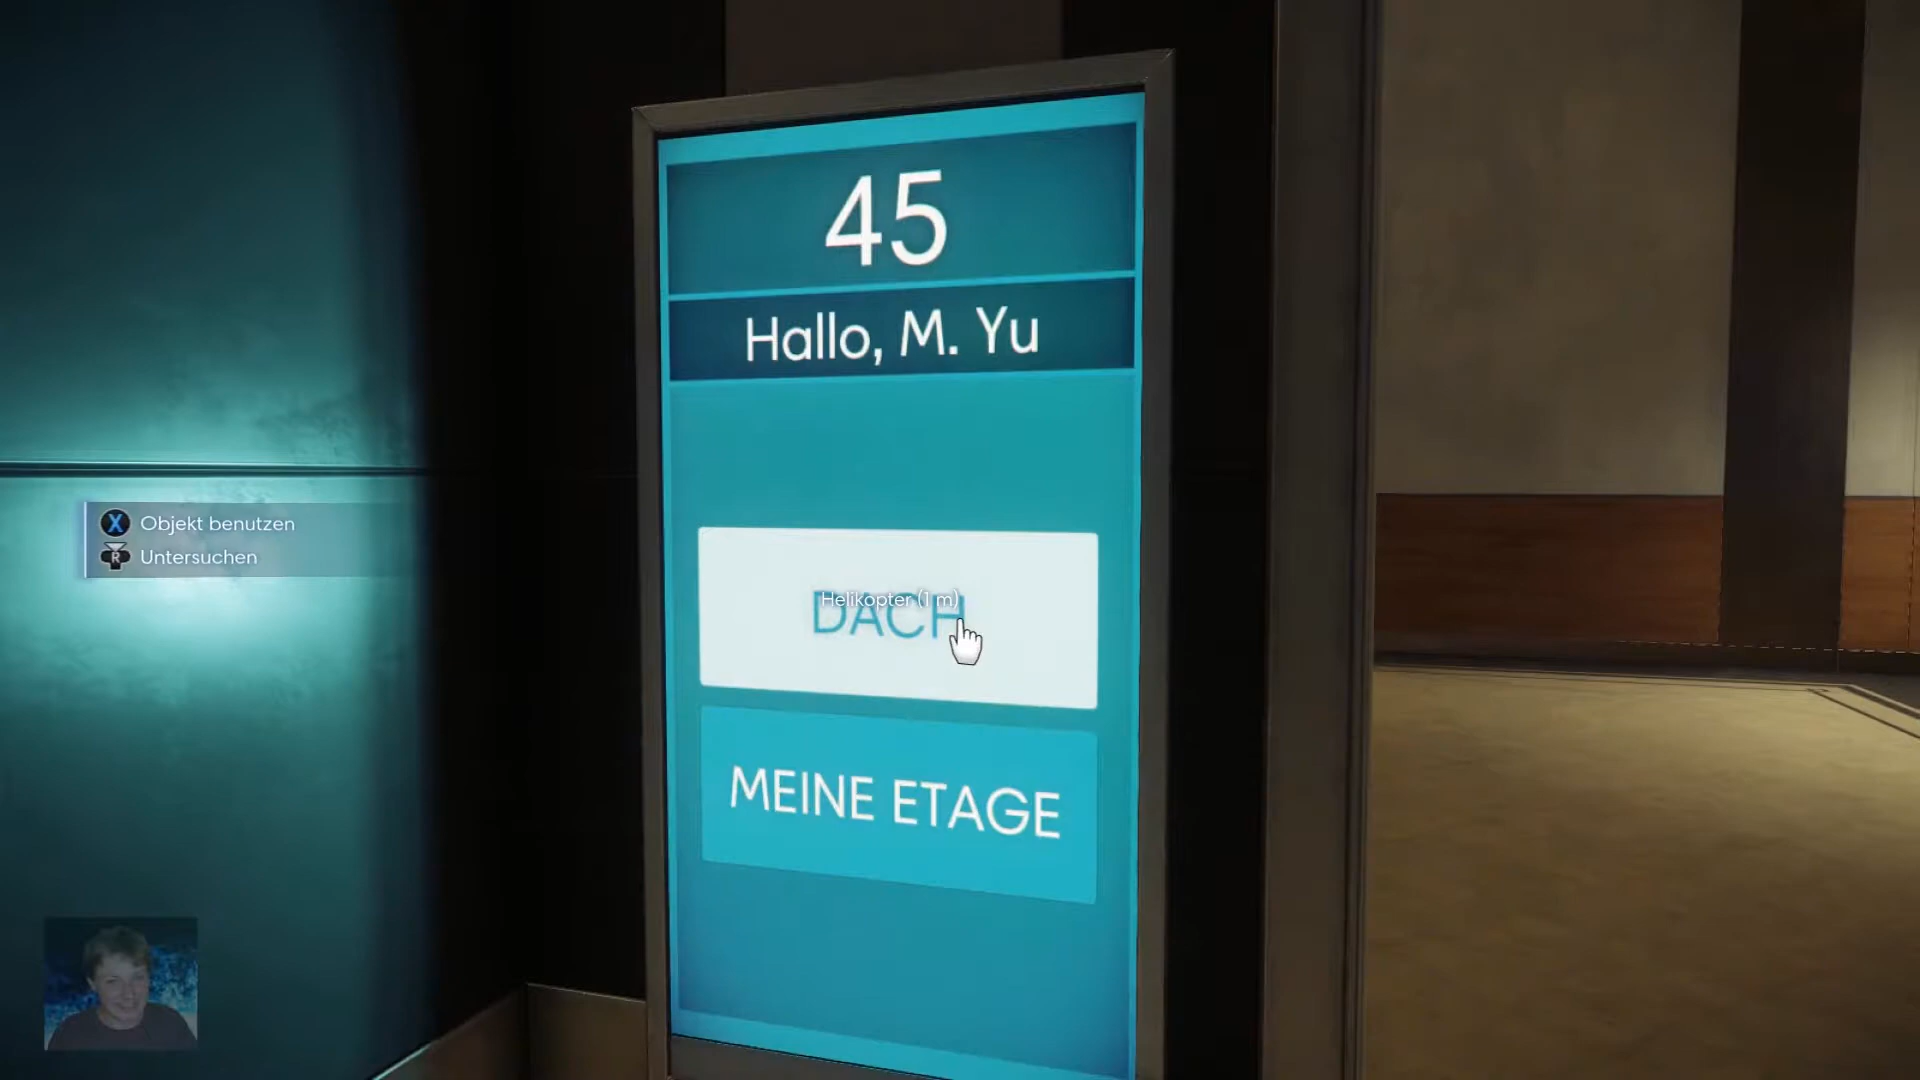 45
Hallo, M. Yu
X Objekt benutzen
R Untersuchen
Helikopter (1 m)
DACH
MEINE ETAGE